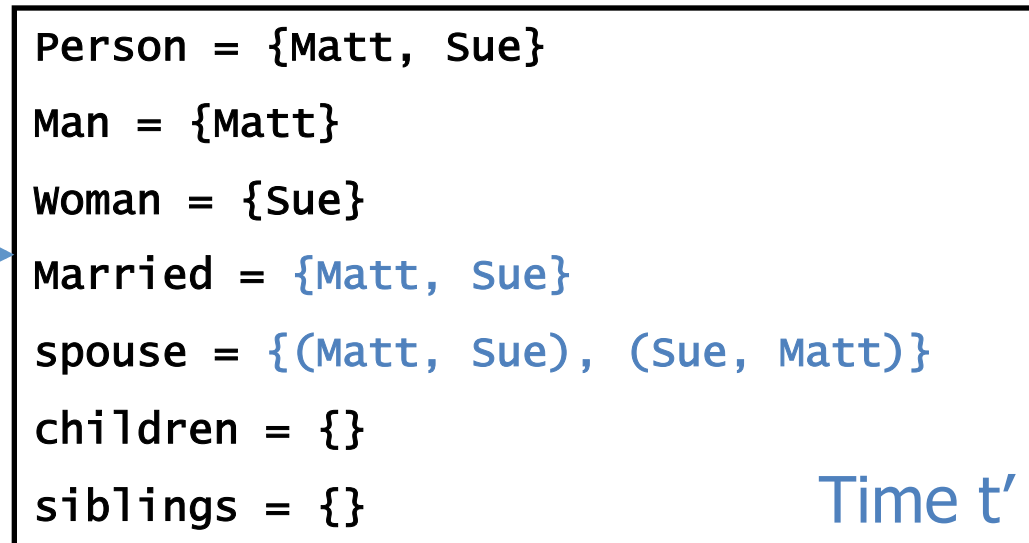 Person = {Matt, Sue}
Man = {Matt}
Woman = {Sue}
Married = {Matt, Sue}
spouse = {(Matt, Sue), (Sue, Matt)}
children = {}
siblings = {}
Time t′